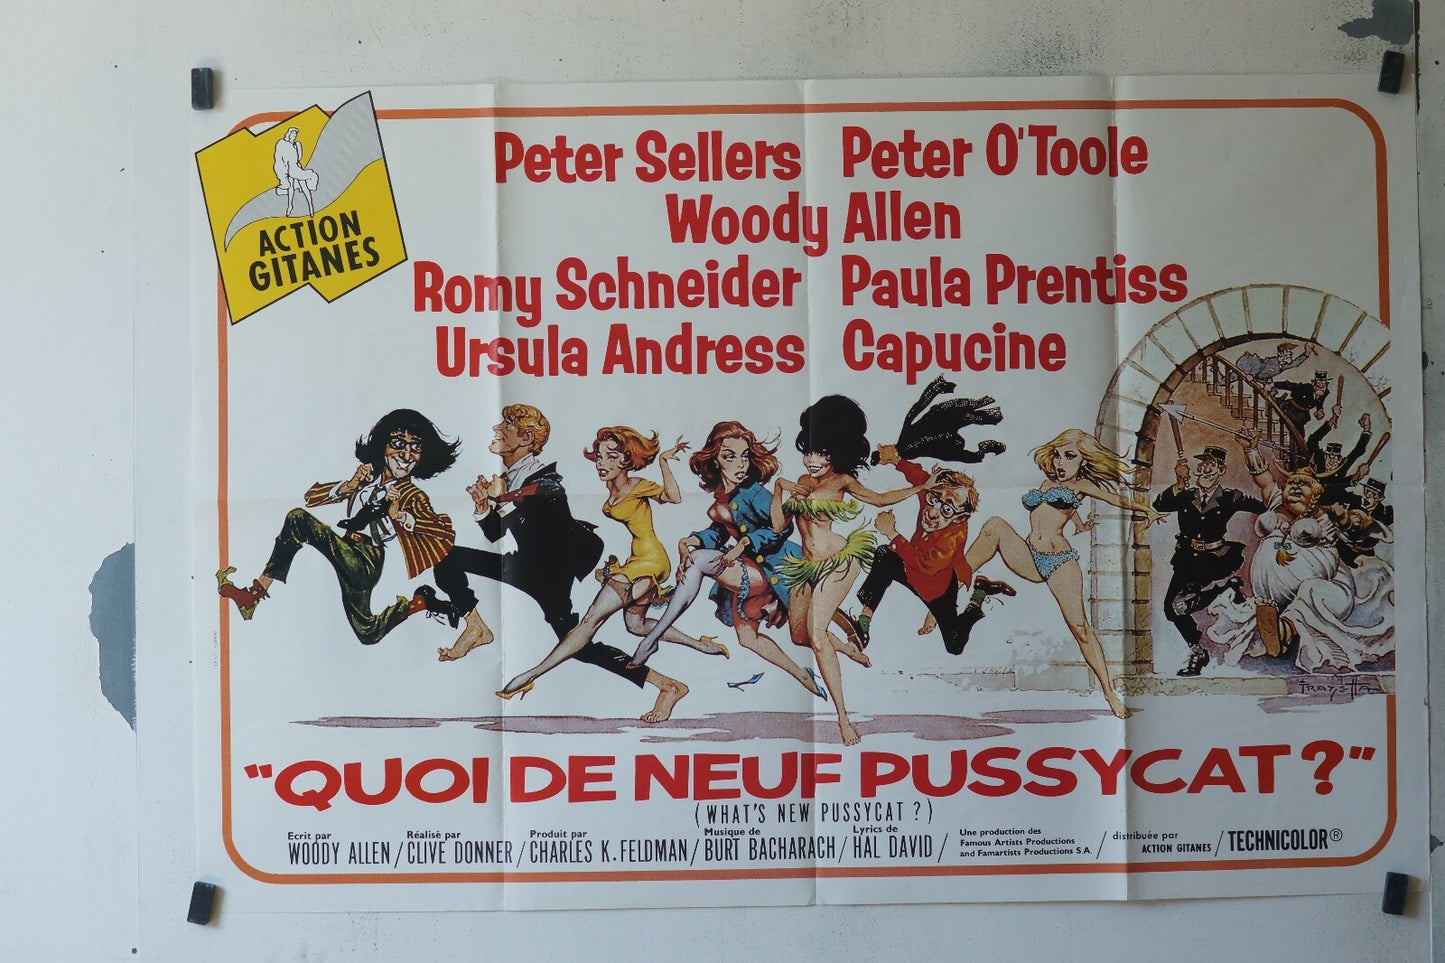 ACTION
GITANES
Peter Sellers Peter O'Toole
Woody Allen
Romy Schneider Paula Prentiss
Ursula Andress Capucine
Frazetta
"QUOI DE NEUF PUSSYCAT ?"
(WHAT'S NEW PUSSYCAT ?)
Ecrit par
WOODY ALLEN /
Réalisé par
CLIVE DONNER /
Produit par
CHARLES K. FELDMAN /
Musique de
BURT BACHARACH /
Lyrics de
HAL DAVID /
Une production des
Famous Artists Productions
and Famartists Productions S.A. /
distribuée par
ACTION GITANES /
TECHNICOLOR®